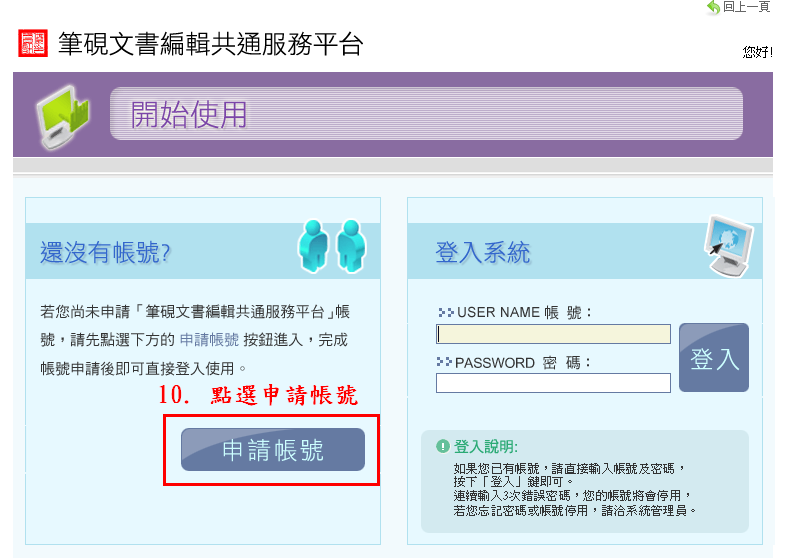 回上一頁
筆硯文書編輯共通服務平台
您好!
開始使用
還沒有帳號?
若您尚未申請「筆硯文書編輯共通服務平台」帳
號，請先點選下方的 申請帳號 按鈕進入，完成
帳號申請後即可直接登入使用。
10. 點選申請帳號
申請帳號
登入系統
USER NAME 帳 號：
PASSWORD 密 碼：
登入
登入說明:
如果您已有帳號，請直接輸入帳號及密碼，
按下「登入」鍵即可。
連續輸入3次錯誤密碼，您的帳號將會停用，
若您忘記密碼或帳號停用，請洽系統管理員。